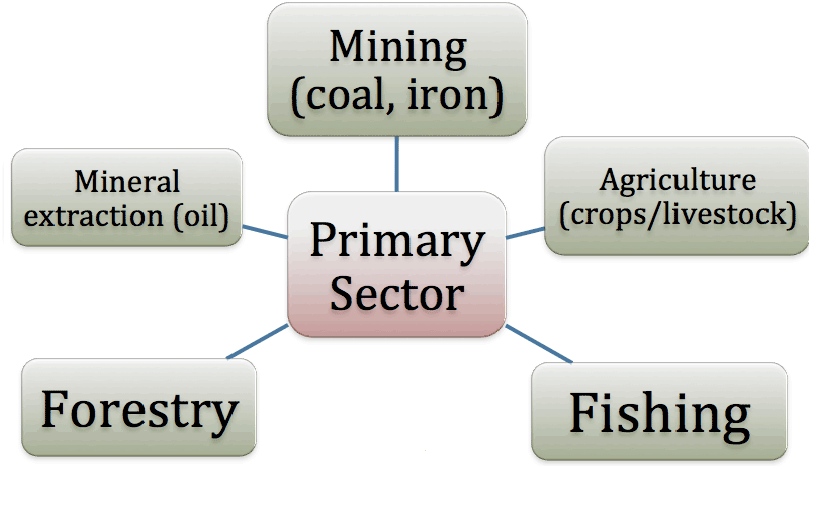 Mining
(coal, iron)
Mineral
extraction (oil)
Agriculture
(crops/livestock)
Primary
Sector
Forestry
Fishing